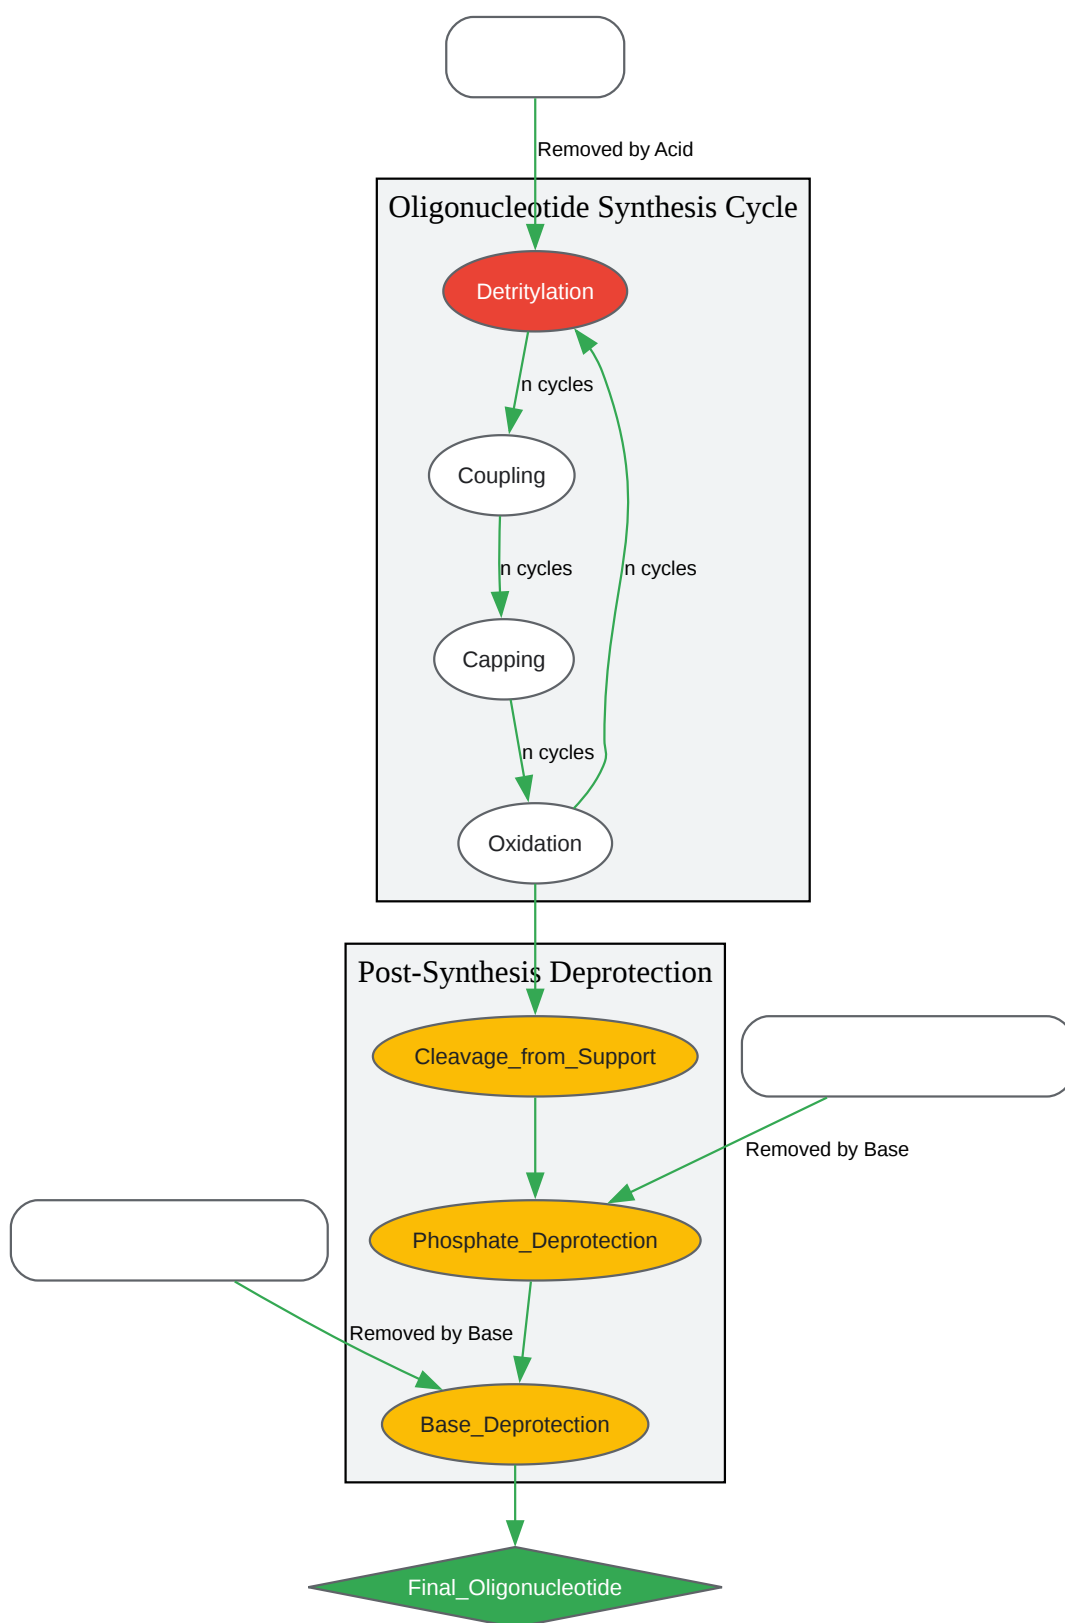 Removed by Acid
Oligonucleotide Synthesis Cycle
Detritylation
n cycles
Coupling
n cycles
n cycles
Capping
n cycles
Oxidation
Post-Synthesis Deprotection
Cleavage_from_Support
Removed by Base
Phosphate_Deprotection
Removed by Base
Base_Deprotection
Final_Oligonucleotide